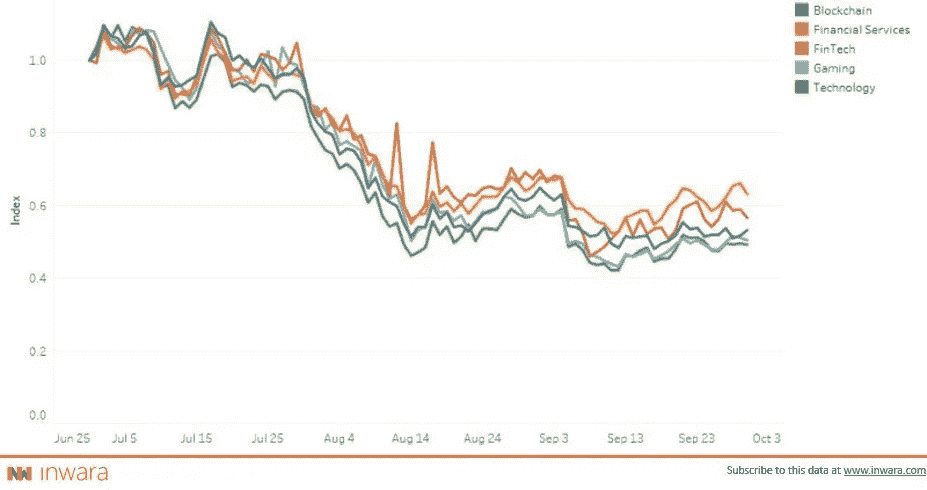 Blockchain
Financial Services
FinTech
Gaming
Technology
1.0
0.8
0.6
0.4
0.2
0.0
Index
Jun 25 Jul 5 Jul 15 Jul 25 Aug 4 Aug 14 Aug 24 Sep 3 Sep 13 Sep 23 Oct 3
inwara
Subscribe to this data at www.inwara.com